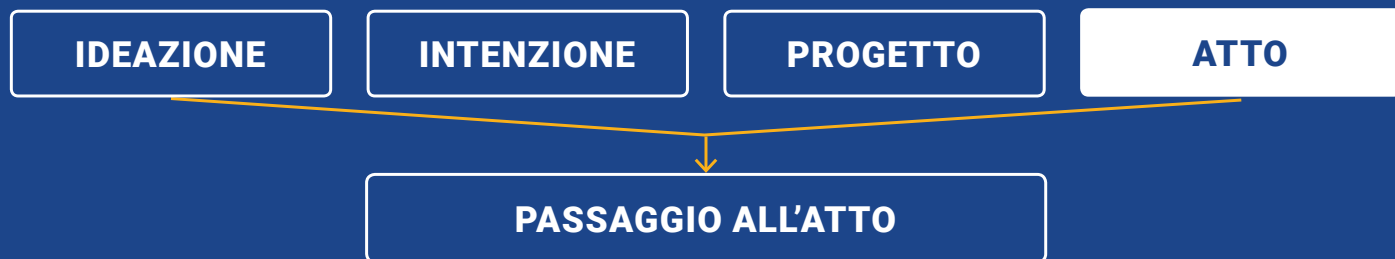 IDEAZIONE
INTENZIONE
PROGETTO
ATTO
PASSAGGIO ALL’ATTO